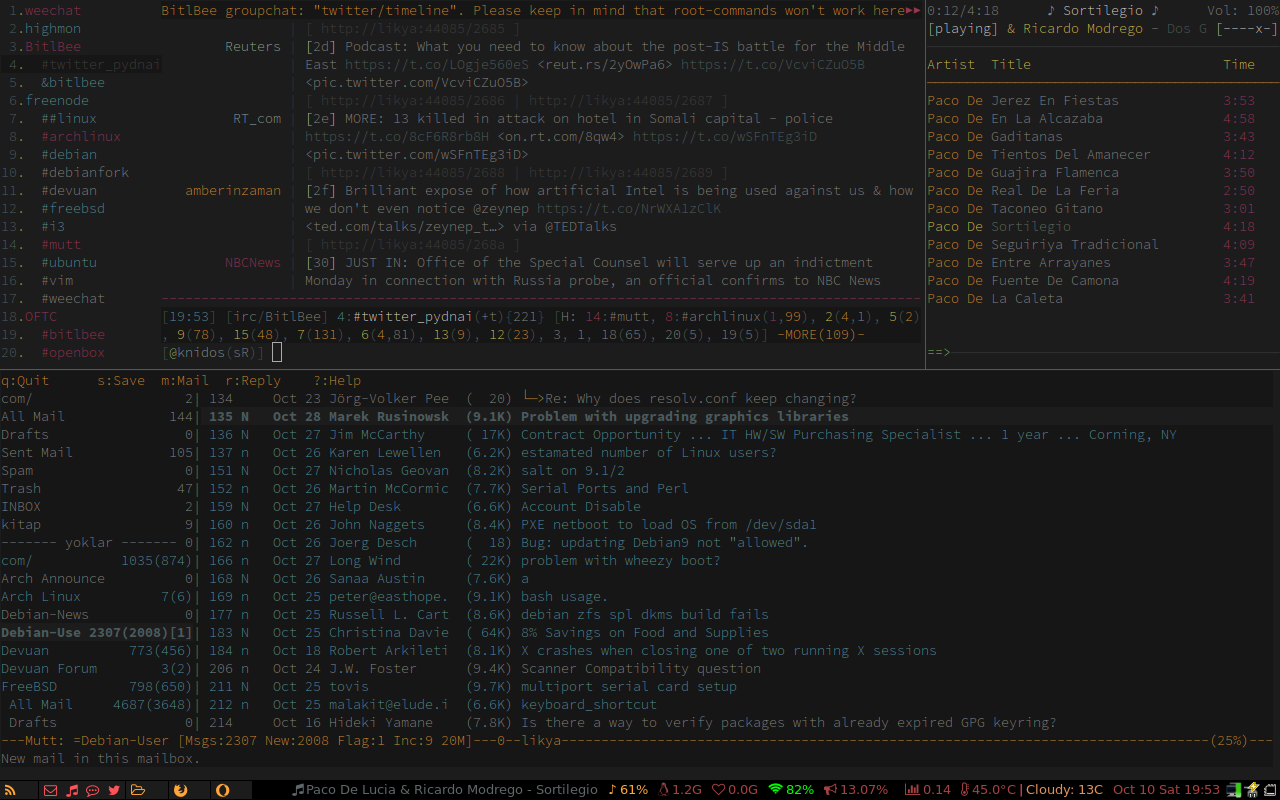 1.weechat
2.highmon
3.BitlBee
4. #twitter_pydnai
5. &bitlbee
6.freenode
7. ##linux
8. #archlinux
9. #debian
10. #debianfork
11. #devuan
12. #freebsd
13. #i3
14. #mutt
15. #ubuntu
16. #vim
17. #weechat
18.OFTC
19. #bitlbee
20. #openbox
BitlBee groupchat: "twitter/timeline". Please keep in mind that root-commands won't work here▶▶
| [ http://likya:44085/2685 ]
Reuters | [2d] Podcast: What you need to know about the post-IS battle for the Middle
East https://t.co/LOgje560eS <reut.rs/2yOwPa6> https://t.co/VcviCZuO5B
<pic.twitter.com/VcviCZuO5B>
| [ http://likya:44085/2686 | http://likya:44085/2687 ]
RT_com | [2e] MORE: 13 killed in attack on hotel in Somali capital - police
https://t.co/8cF6R8rb8H <on.rt.com/8qw4> https://t.co/wSFnTEg3iD
<pic.twitter.com/wSFnTEg3iD>
| [ http://likya:44085/2688 | http://likya:44085/2689 ]
amberinzaman | [2f] Brilliant expose of how artificial Intel is being used against us & how
we don't even notice @zeynep https://t.co/NrWXA1zClK
<ted.com/talks/zeynep_t…> via @TEDTalks
| [ http://likya:44085/268a ]
NBCNews | [30] JUST IN: Office of the Special Counsel will serve up an indictment
Monday in connection with Russia probe, an official confirms to NBC News
[19:53] [irc/BitlBee] 4:#twitter_pydnai(+t){221} [H: 14:#mutt, 8:#archlinux(1,99), 2(4,1), 5(2)
, 9(78), 15(48), 7(131), 6(4,81), 13(9), 12(23), 3, 1, 18(65), 20(5), 19(5)] -MORE(109)-
[@knidos(sR)]
0:12/4:18 ♪ Sortilegio ♪ Vol: 100%
[playing] & Ricardo Modrego - Dos G [----x-]
Artist Title Time
Paco De Jerez En Fiestas 3:53
Paco De En La Alcazaba 4:58
Paco De Gaditanas 3:43
Paco De Tientos Del Amanecer 4:12
Paco De Guajira Flamenca 3:50
Paco De Real De La Feria 2:50
Paco De Taconeo Gitano 3:01
Paco De Sortilegio 4:18
Paco De Seguiriya Tradicional 4:09
Paco De Entre Arrayanes 3:47
Paco De Fuente De Camona 4:19
Paco De La Caleta 3:41
==>
q:Quit s:Save m:Mail r:Reply ?:Help
com/ 2| 134 Oct 23 Jörg-Volker Pee ( 20) └─>Re: Why does resolv.conf keep changing?
All Mail 144| 135 N Oct 28 Marek Rusinowsk (9.1K) Problem with upgrading graphics libraries
Drafts 0| 136 N Oct 27 Jim McCarthy ( 17K) Contract Opportunity ... IT HW/SW Purchasing Specialist ... 1 year ... Corning, NY
Sent Mail 105| 137 n Oct 26 Karen Lewellen (6.2K) estamated number of Linux users?
Spam 0| 151 N Oct 27 Nicholas Geovan (8.2K) salt on 9.1/2
Trash 47| 152 n Oct 26 Martin McCormic (7.7K) Serial Ports and Perl
INBOX 2| 159 N Oct 27 Help Desk (6.6K) Account Disable
kitap 9| 160 n Oct 26 John Naggets (8.4K) PXE netboot to load OS from /dev/sda1
------- yoklar ------- 0| 162 n Oct 26 Joerg Desch ( 18) Bug: updating Debian9 not "allowed".
com/ 1035(874)| 166 n Oct 27 Long Wind ( 22K) problem with wheezy boot?
Arch Announce 0| 168 N Oct 26 Sanaa Austin (7.6K) a
Arch Linux 7(6)| 169 n Oct 25 peter@easthope. (9.1K) bash usage.
Debian-News 0| 177 n Oct 25 Russell L. Cart (8.6K) debian zfs spl dkms build fails
Debian-Use 2307(2008)[1]| 183 N Oct 25 Christina Davie ( 64K) 8% Savings on Food and Supplies
Devuan 773(456)| 184 n Oct 18 Robert Arkileti (8.1K) X crashes when closing one of two running X sessions
Devuan Forum 3(2)| 206 n Oct 24 J.W. Foster (9.4K) Scanner Compatibility question
FreeBSD 798(650)| 211 N Oct 25 tovis (9.7K) multiport serial card setup
All Mail 4687(3648)| 212 n Oct 25 malakit@elude.i (6.6K) keyboard_shortcut
Drafts 0| 214 Oct 16 Hideki Yamane (7.8K) Is there a way to verify packages with already expired GPG keyring?
---Mutt: =Debian-User [Msgs:2307 New:2008 Flag:1 Inc:9 20M]---0--likya---(25%)---
New mail in this mailbox.
Paco De Lucia & Ricardo Modrego - Sortilegio ♪ 61% 1.2G 0.0G 82% 13.07% 0.14 45.0°C | Cloudy: 13C Oct 10 Sat 19:53